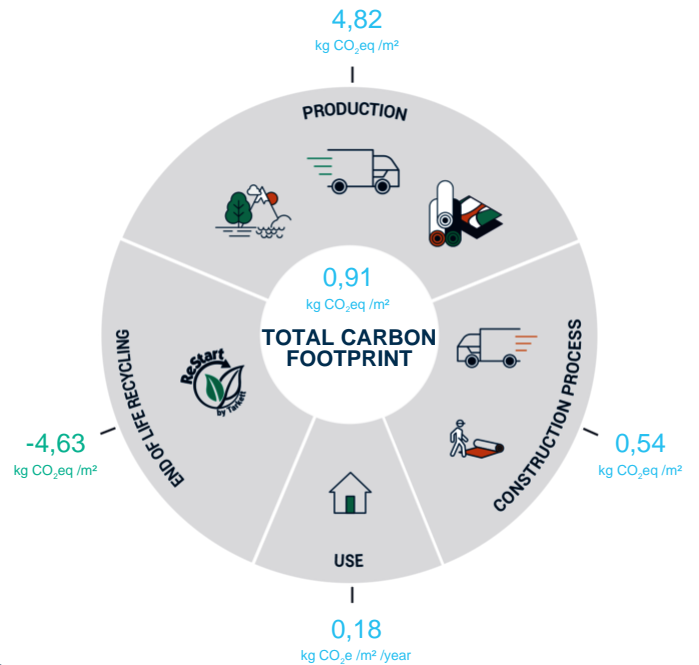 4,82
kg CO₂eq /m²
PRODUCTION
0,91
kg CO₂eq /m²
TOTAL CARBON
FOOTPRINT
CONSTRUCTION PROCESS
0,54
kg CO₂eq /m²
USE
0,18
kg CO₂e /m² /year
END OF LIFE RECYCLING
ReStart
by Tarkett
-4,63
kg CO₂eq /m²